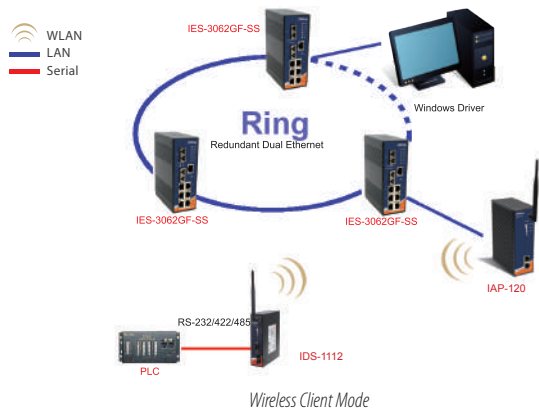 IES-3062GF-SS
WLAN
LAN
Serial
Windows Driver
Ring
Redundant Dual Ethernet
IES-3062GF-SS
IES-3062GF-SS
IAP-120
RS-232/422/485
IDS-1112
PLC
Wireless Client Mode